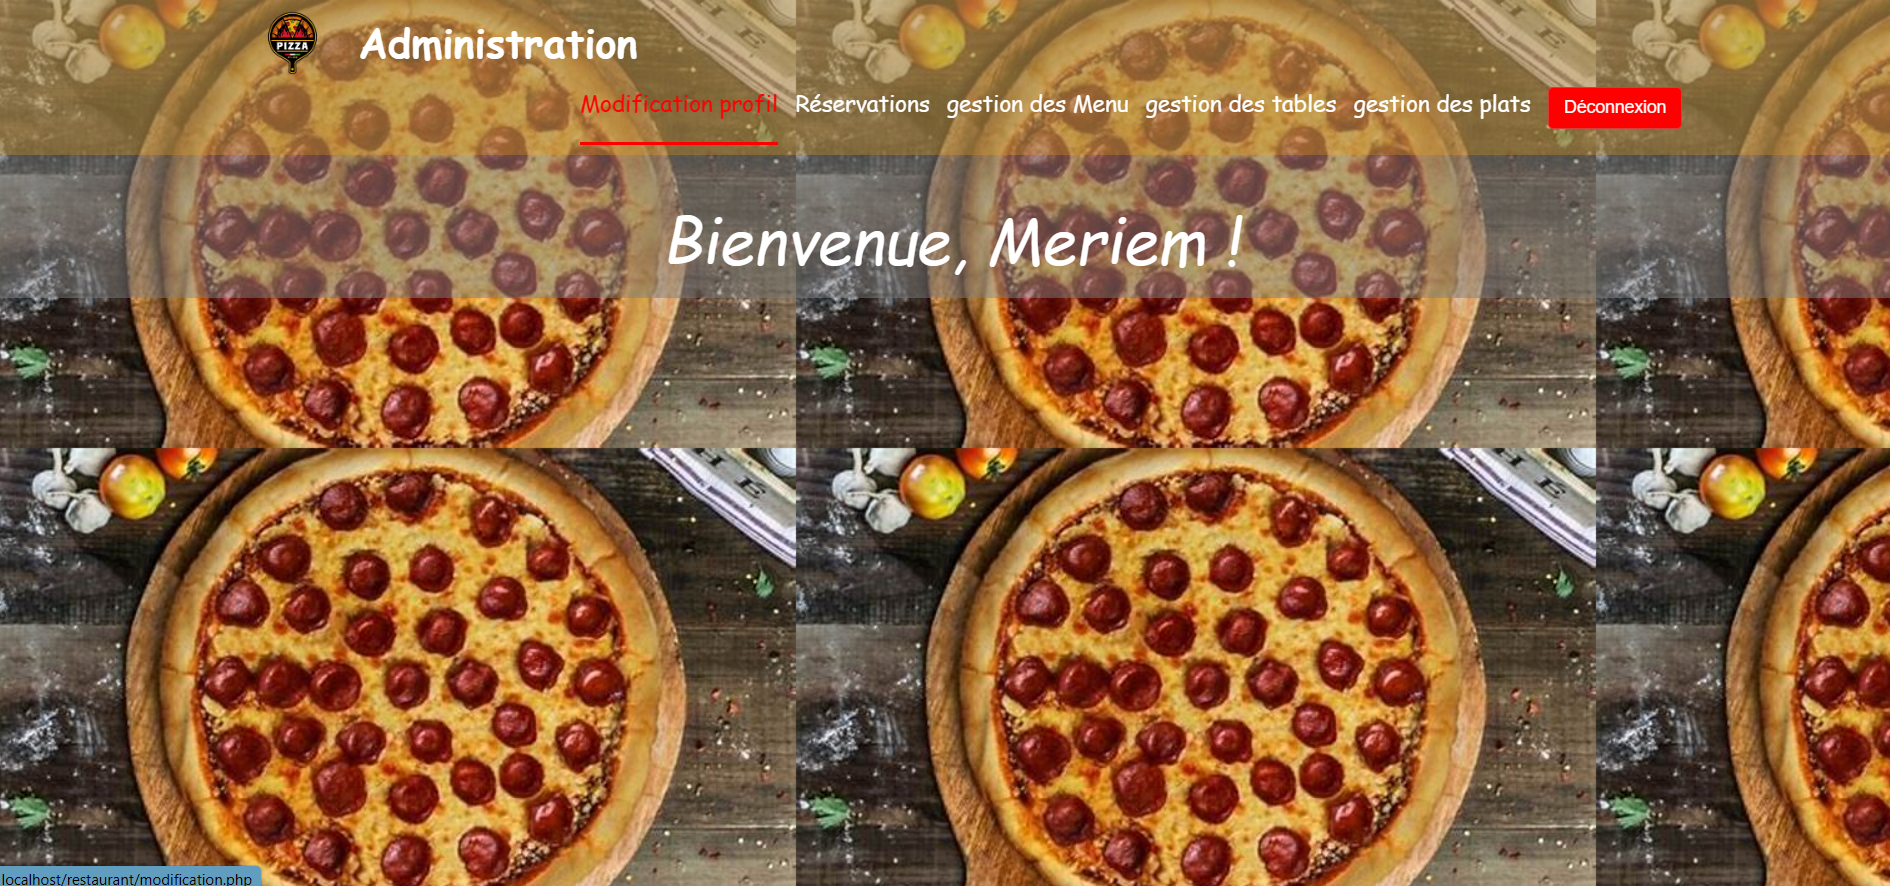 PIZZA
Administration
Modification profil Réservations gestion des Menu gestion des tables gestion des plats Déconnexion
Bienvenue, Meriem !
localhost/restaurant/modification.php